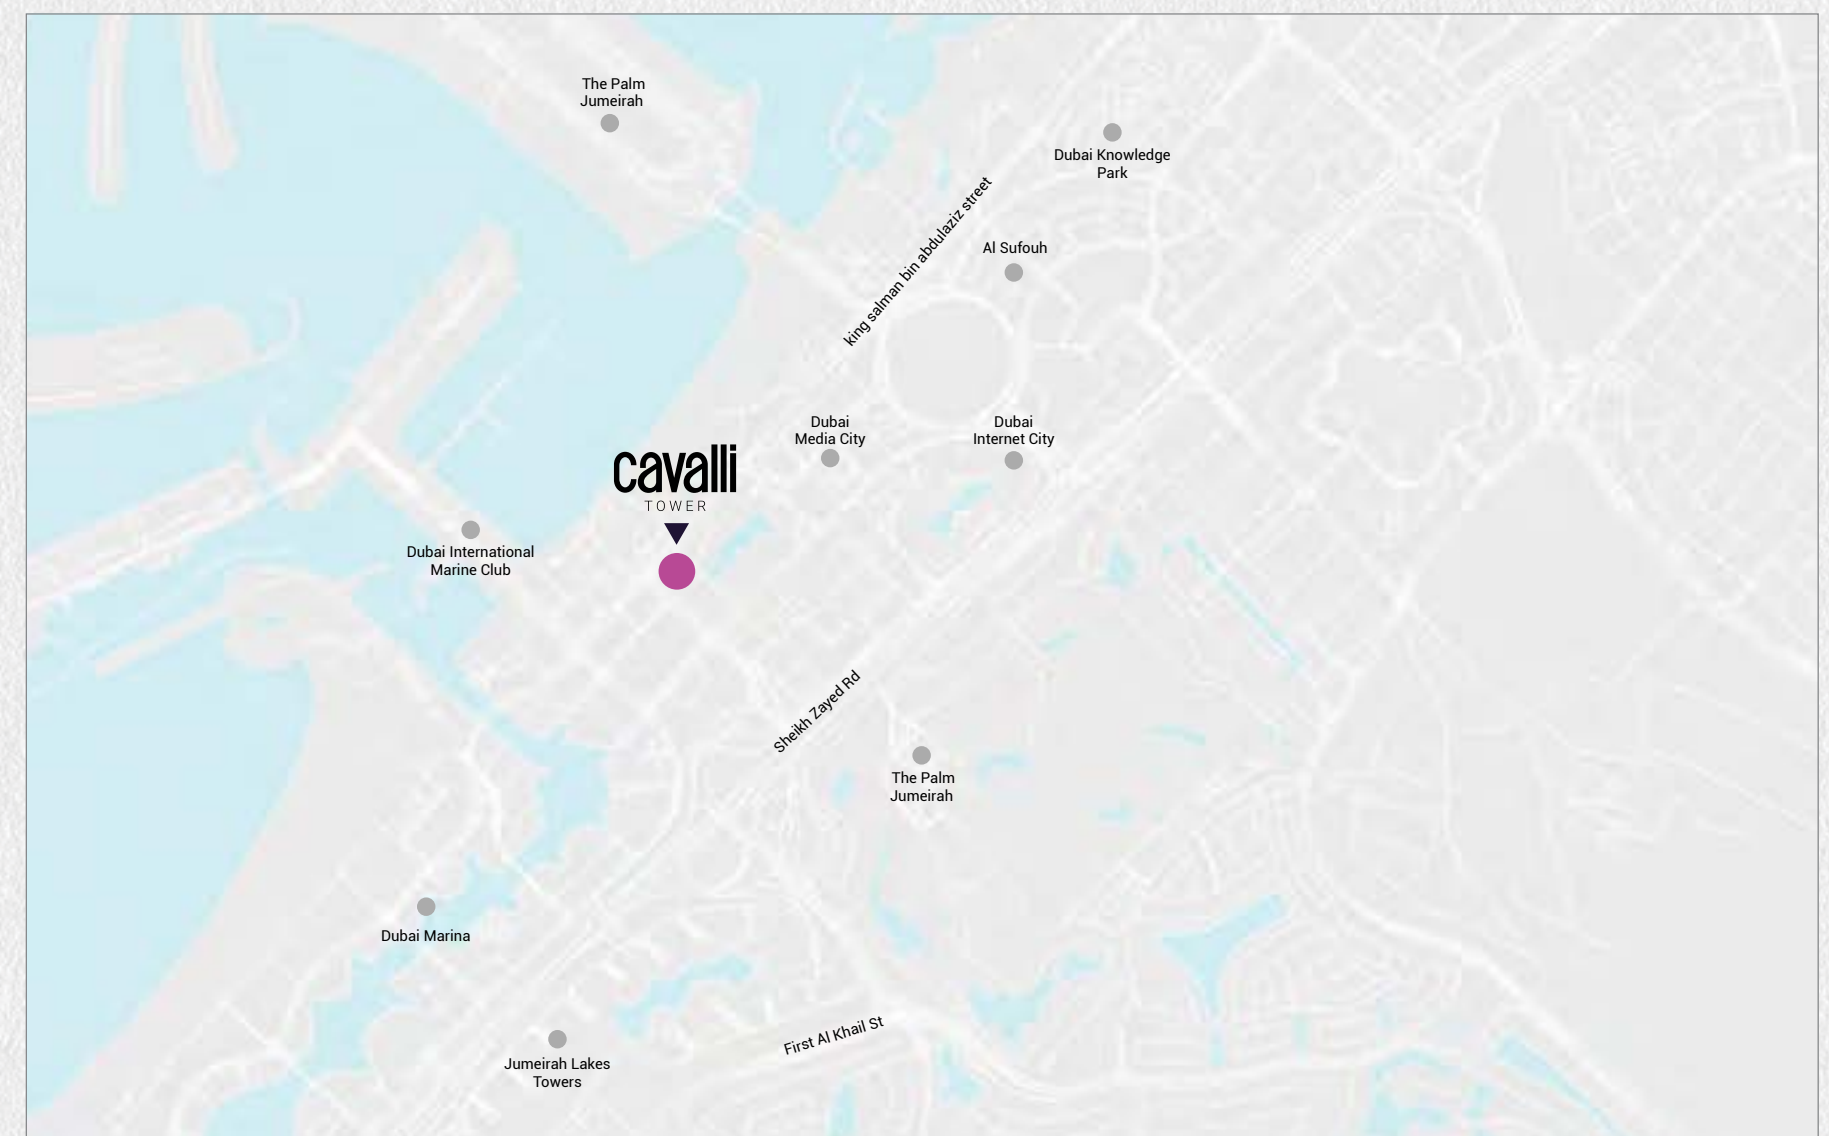 The Palm
Jumeirah
Dubai Knowledge
Park
king salman bin abdulaziz street
Al Sufouh
Dubai
Media City
Dubai
Internet City
cavalli
TOWER
Dubai International
Marine Club
Sheikh Zayed Rd
The Palm
Jumeirah
Dubai Marina
First Al Khail St
Jumeirah Lakes
Towers